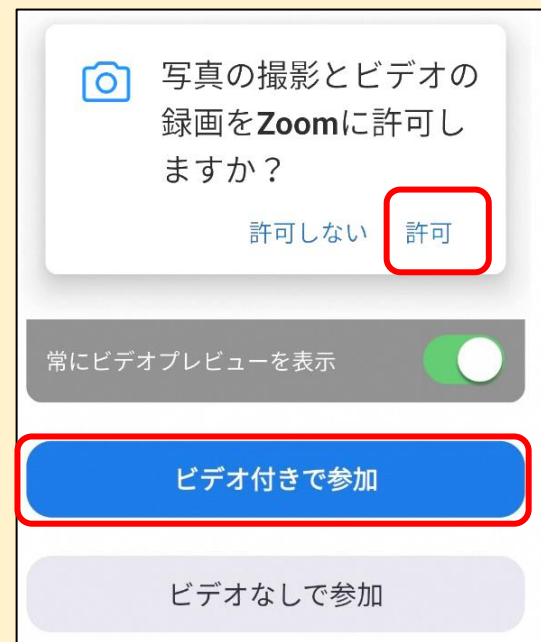 写真の撮影とビデオの
録画をZoomに許可し
ますか？
許可しない 許可
常にビデオプレビューを表示
ビデオ付きで参加
ビデオなしで参加